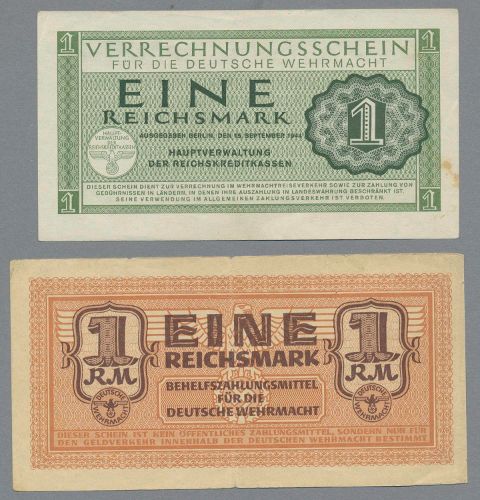 1
1
VERRECHNUNGSSCHEIN
FÜR DIE DEUTSCHE WEHRMACHT
EINE
REICHSMARK
1
AUSGEGEBEN BERLIN, DEN 15. SEPTEMBER 1944
HAUPT-
VERWALTUNG
D.
REICHSKREDITKASSEN
HAUPTVERWALTUNG
DER REICHSKREDITKASSEN
DIESER SCHEIN DIENT ZUR VERRECHNUNG IM WEHRMACHTREISEVERKEHR SOWIE ZUR ZAHLUNG VON
GEBÜHRNISSEN IN LÄNDERN, IN DENEN IHRE AUSZAHLUNG IN LANDESWÄHRUNG BESCHRÄNKT IST.
SEINE VERWENDUNG IM ALLGEMEINEN ZAHLUNGSVERKEHR IST VERBOTEN.
1
1
1
RM
EINE
REICHSMARK
1
RM
BEHELFSZAHLUNGSMITTEL
FÜR DIE
DEUTSCHE WEHRMACHT
DEUTSCHE
WEHRMACHT
DEUTSCHE
WEHRMACHT
DIESER SCHEIN IST KEIN ÖFFENTLICHES ZAHLUNGSMITTEL, SONDERN NUR FÜR
DEN GELDVERKEHR INNERHALB DER DEUTSCHEN WEHRMACHT BESTIMMT